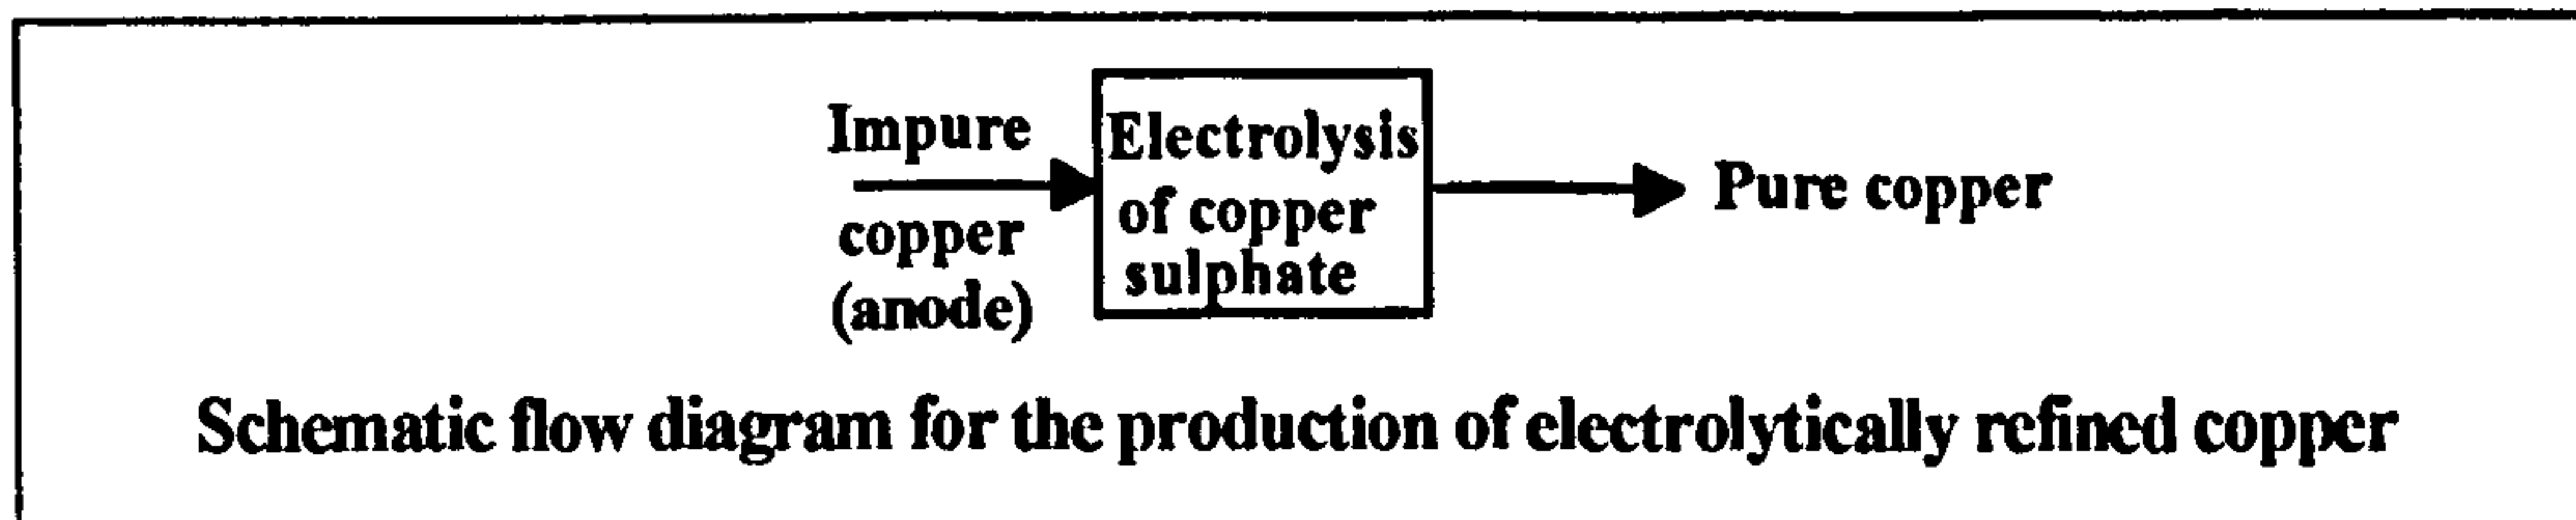 Impure
copper
(anode)
Electrolysis
of copper
sulphate
Pure copper
Schematic flow diagram for the production of electrolytically refined copper